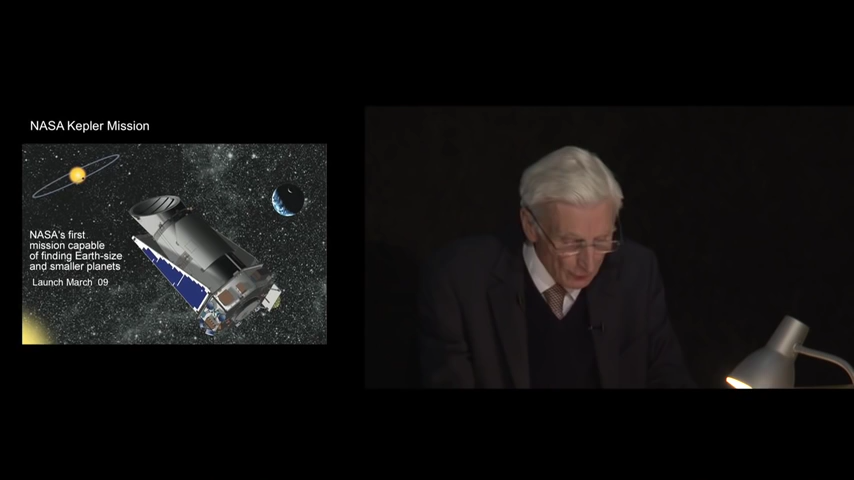 NASA Kepler Mission
NASA's first
mission capable
of finding Earth-size
and smaller planets
Launch March '09